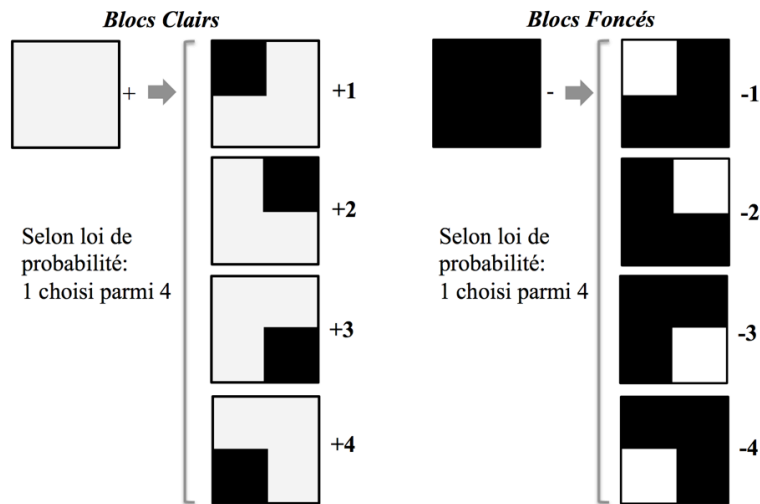 Blocs Clairs
+
+1
+2
Selon loi de
probabilité:
1 choisi parmi 4
+3
+4
Blocs Foncés
-
-1
-2
Selon loi de
probabilité:
1 choisi parmi 4
-3
-4